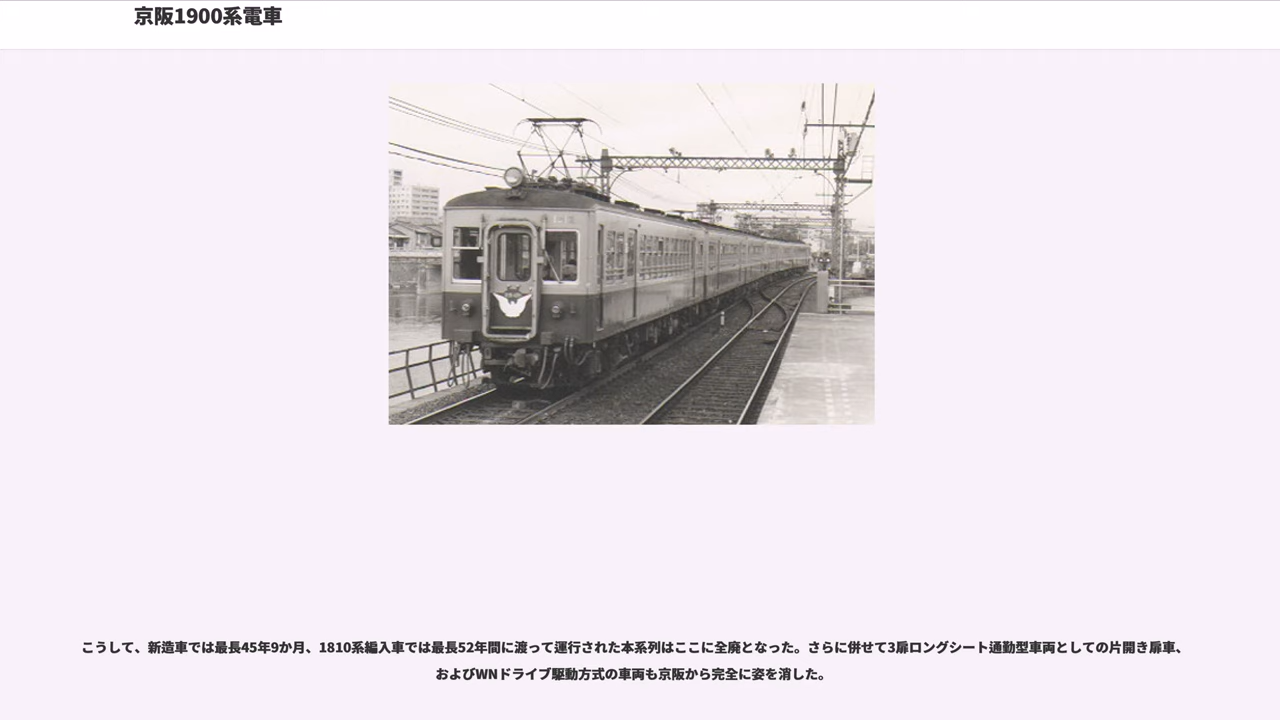 京阪1900系電車
こうして、新造車では最長45年9か月、1810系編入車では最長52年間に渡って運行された本系列はここに全廃となった。さらに併せて3扉ロングシート通勤型車両としての片開き扉車、
およびWNドライブ駆動方式の車両も京阪から完全に姿を消した。